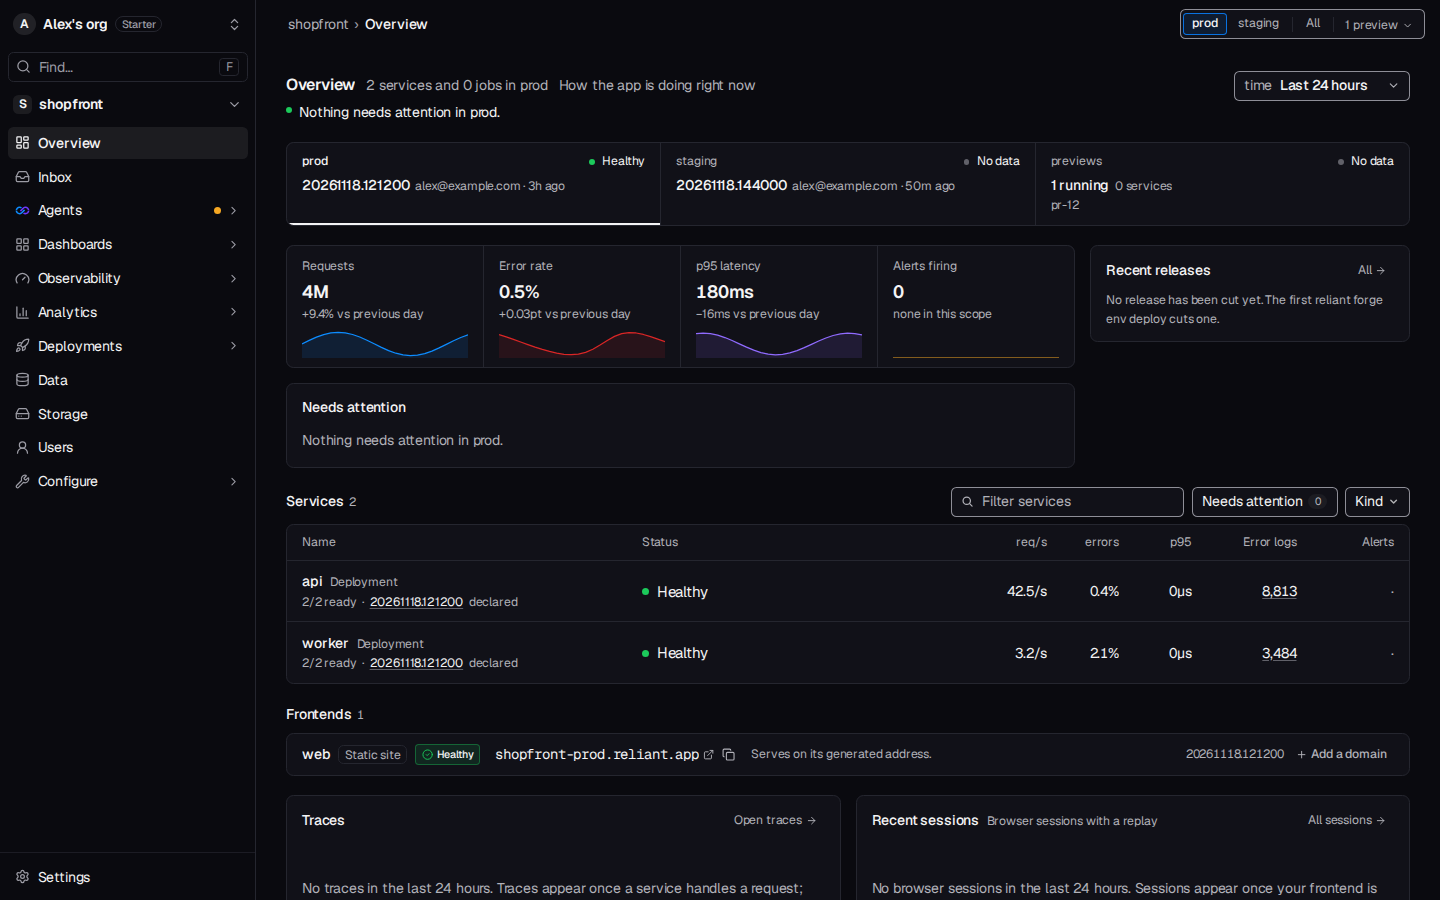 A Alex's org Starter
Find... F
S shopfront
Overview
Inbox
Agents
Dashboards
Observability
Analytics
Deployments
Data
Storage
Users
Configure
Settings
shopfront › Overview
prod staging All 1 preview
Overview 2 services and 0 jobs in prod How the app is doing right now
time Last 24 hours
Nothing needs attention in prod.
prod Healthy
20261118.121200 alex@example.com · 3h ago
staging No data
20261118.144000 alex@example.com · 50m ago
previews No data
1 running 0 services
pr-12
Requests
4M
+9.4% vs previous day
Error rate
0.5%
+0.03pt vs previous day
p95 latency
180ms
−16ms vs previous day
Alerts firing
0
none in this scope
Recent releases All →
No release has been cut yet. The first reliant forge
env deploy cuts one.
Needs attention
Nothing needs attention in prod.
Services 2
Filter services
Needs attention 0
Kind
Name Status req/s errors p95 Error logs Alerts
api Deployment
2/2 ready · 20261118.121200 declared
Healthy 42.5/s 0.4% 0µs 8,813 ·
worker Deployment
2/2 ready · 20261118.121200 declared
Healthy 3.2/s 2.1% 0µs 3,484 ·
Frontends 1
web Static site Healthy shopfront-prod.reliant.app Serves on its generated address. 20261118.121200 + Add a domain
Traces Open traces →
No traces in the last 24 hours. Traces appear once a service handles a request;
Recent sessions Browser sessions with a replay All sessions →
No browser sessions in the last 24 hours. Sessions appear once your frontend is